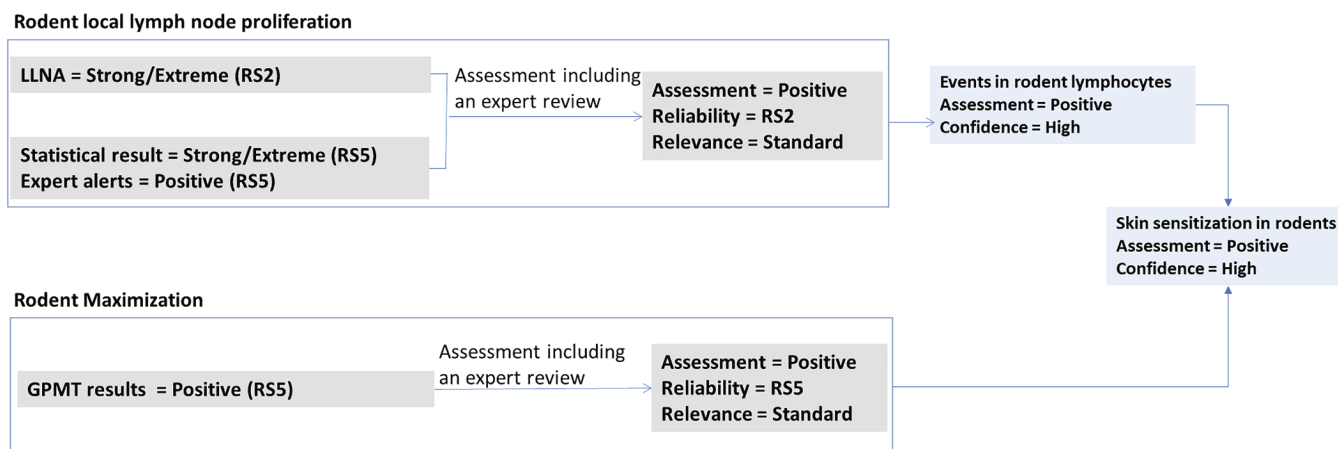 Rodent local lymph node proliferation
LLNA = Strong/Extreme (RS2)
Statistical result = Strong/Extreme (RS5)
Expert alerts = Positive (RS5)
Assessment including
an expert review
Assessment = Positive
Reliability = RS2
Relevance = Standard
Events in rodent lymphocytes
Assessment = Positive
Confidence = High
Skin sensitization in rodents
Assessment = Positive
Confidence = High
Rodent Maximization
GPMT results = Positive (RS5)
Assessment including
an expert review
Assessment = Positive
Reliability = RS5
Relevance = Standard